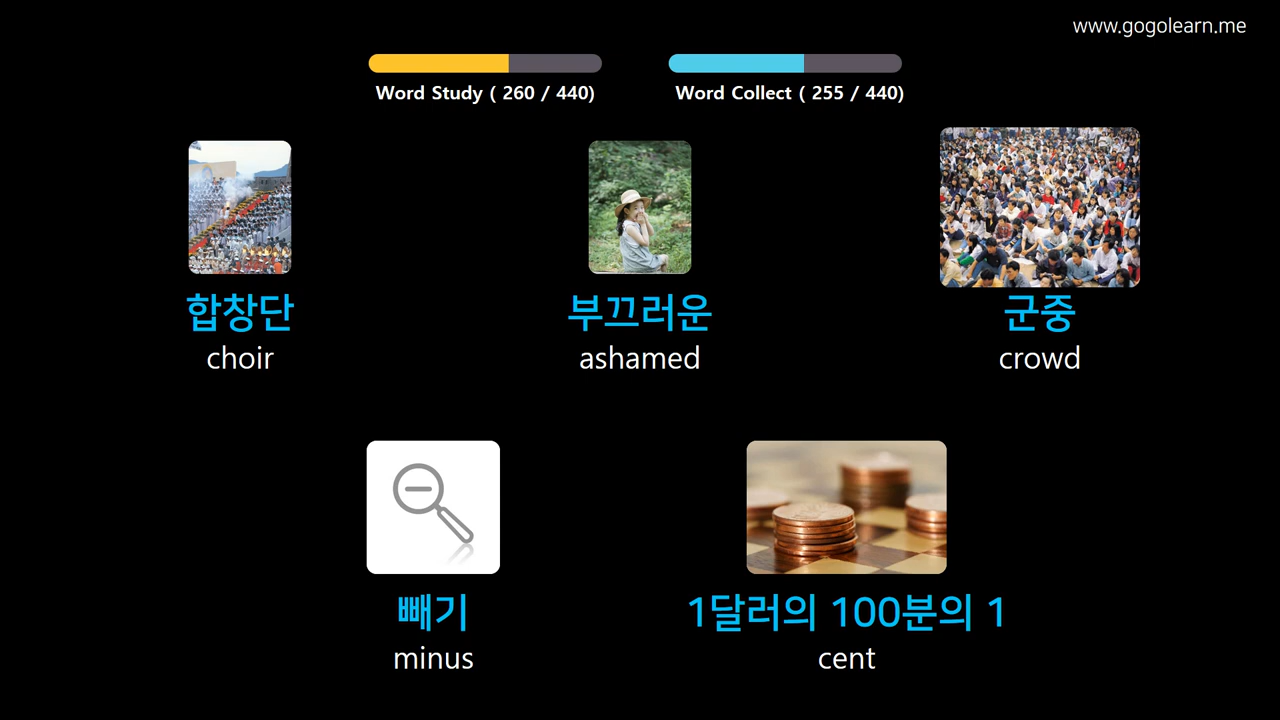 www.gogolearn.me
Word Study ( 260 / 440)
Word Collect ( 255 / 440)
합창단
choir
부끄러운
ashamed
군중
crowd
빼기
minus
1달러의 100분의 1
cent